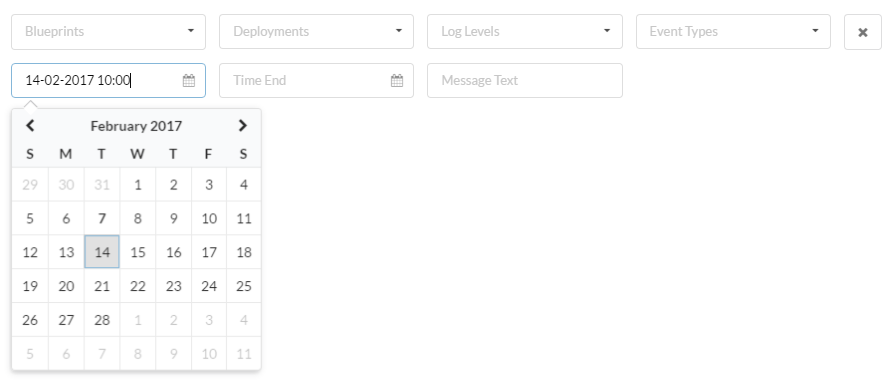 Blueprints Deployments Log Levels Event Types
14-02-2017 10:00 Time End Message Text
February 2017
S M T W T F S
29 30 31 1 2 3 4
5 6 7 8 9 10 11
12 13 14 15 16 17 18
19 20 21 22 23 24 25
26 27 28 1 2 3 4
5 6 7 8 9 10 11